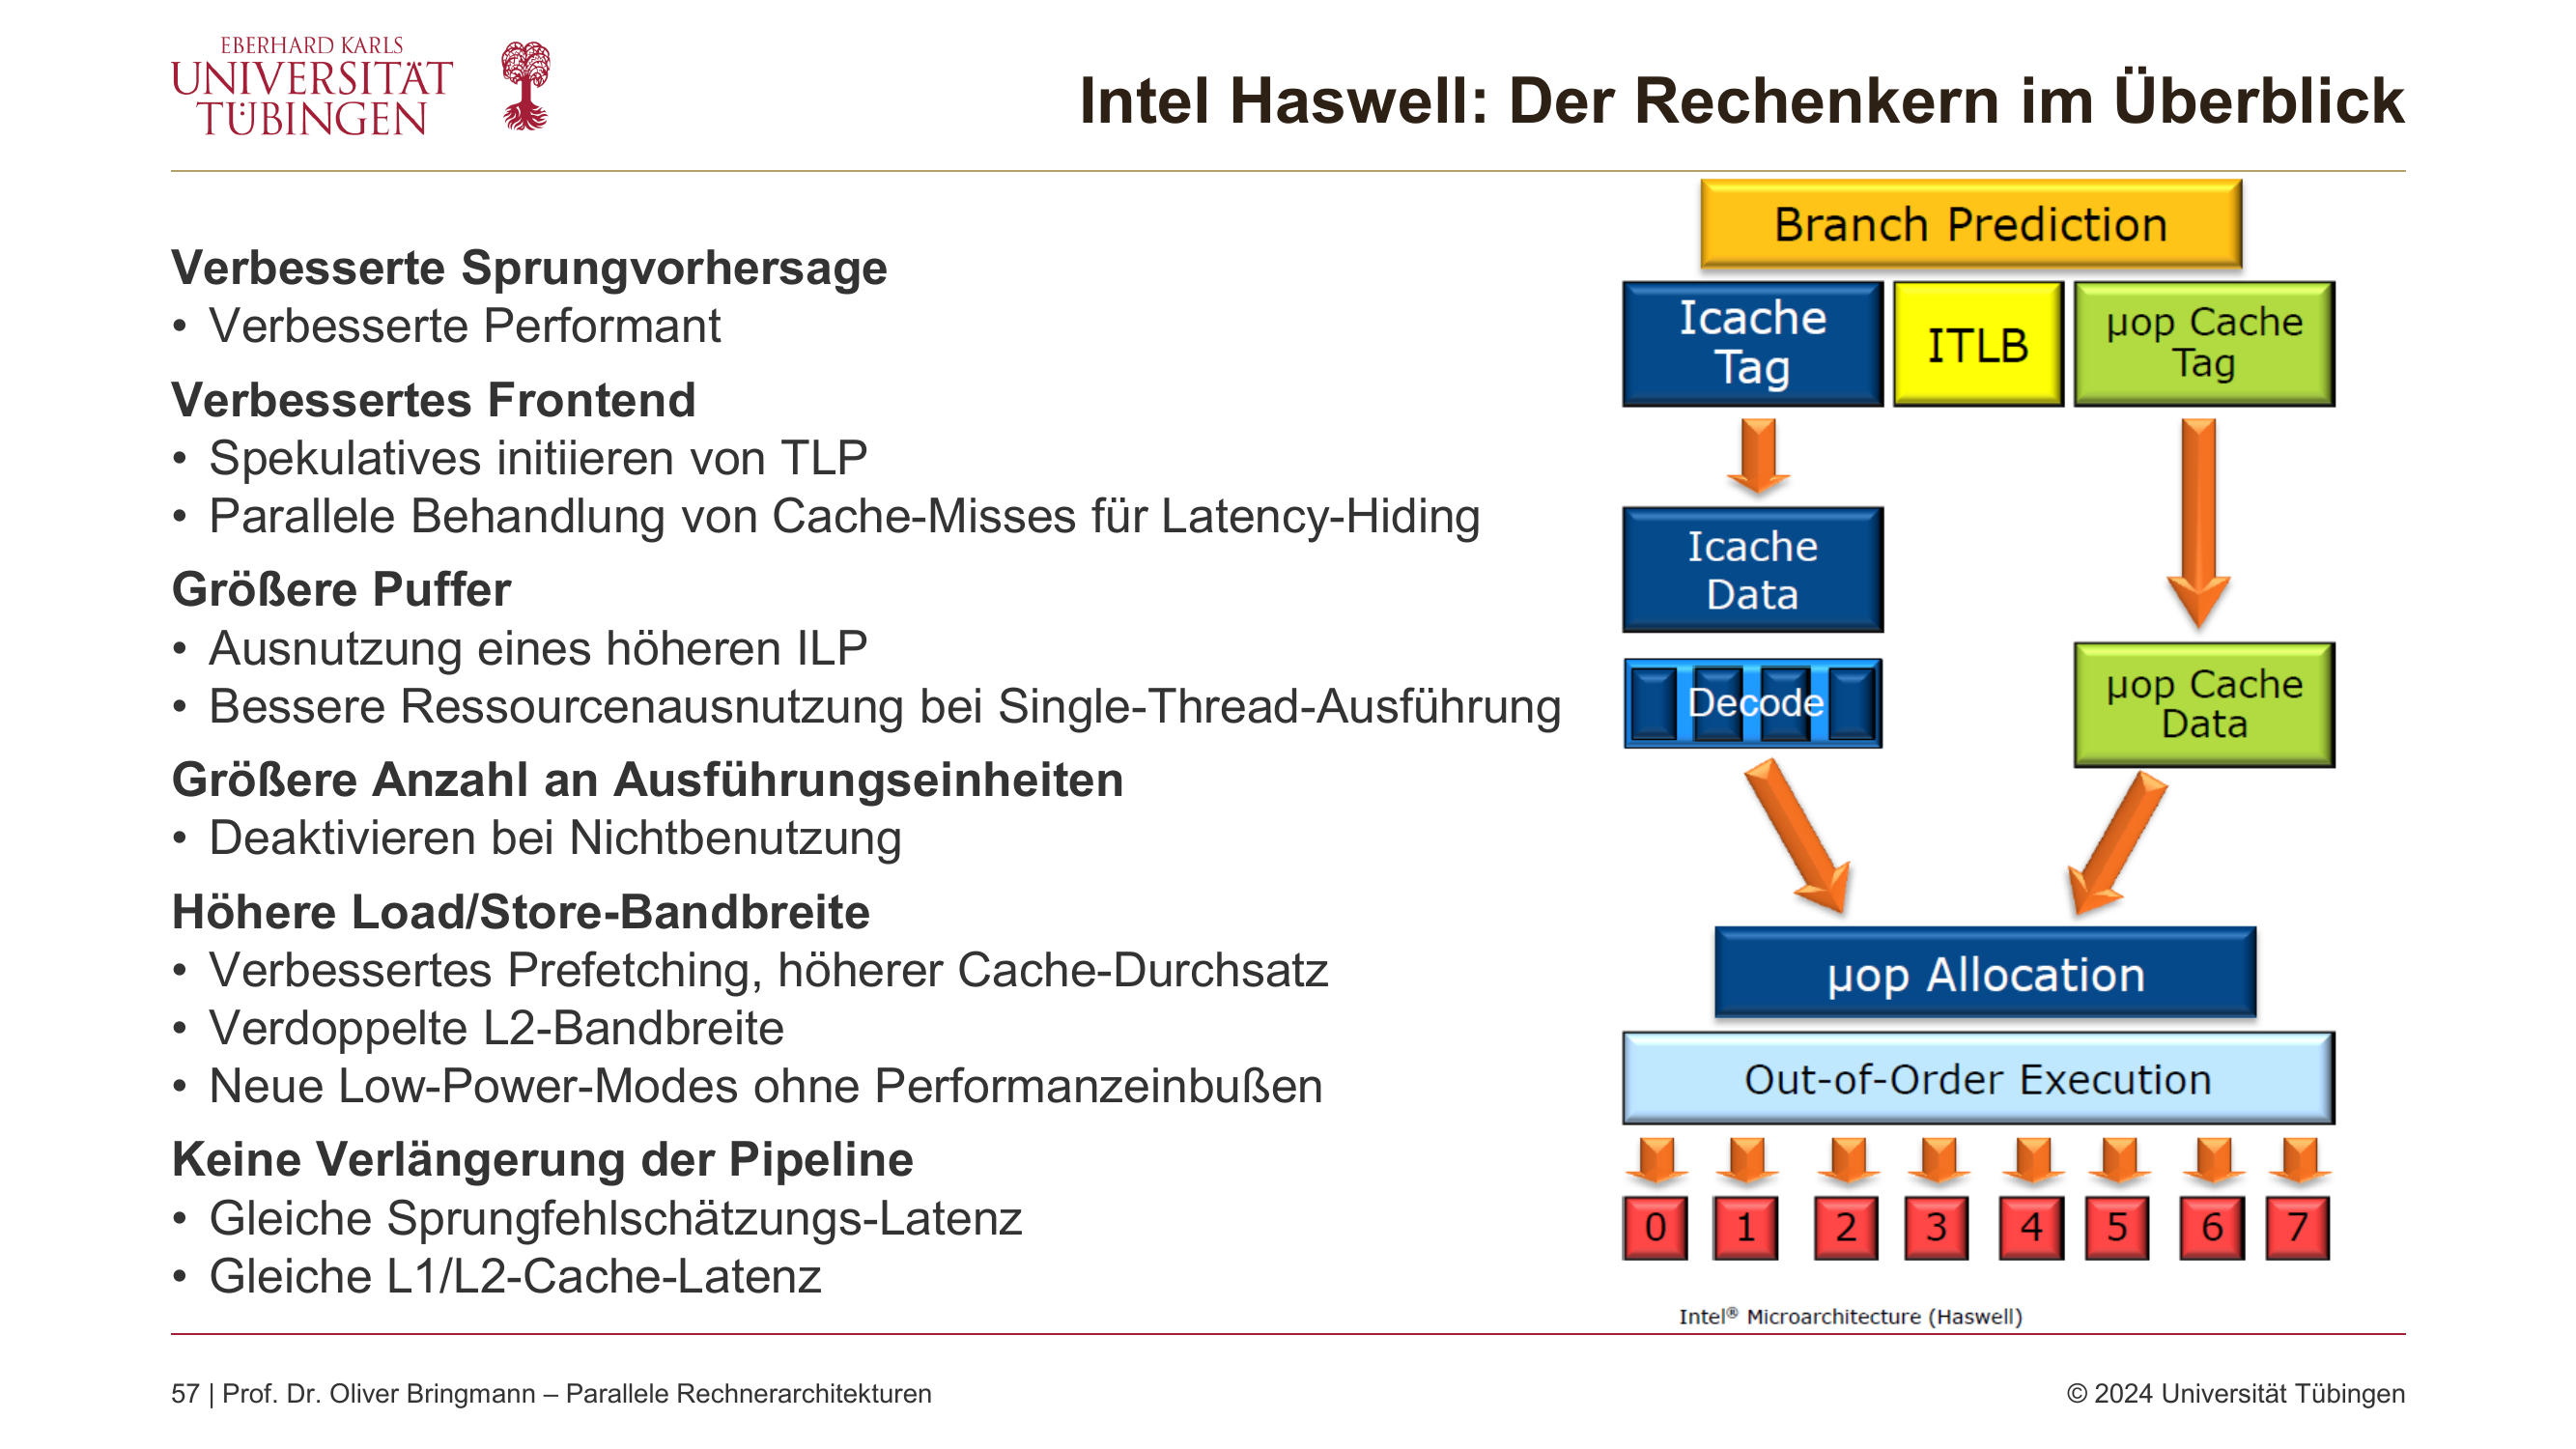 EBERHARD KARLS
UNIVERSITÄT
TÜBINGEN
Intel Haswell: Der Rechenkern im Überblick
Verbesserte Sprungvorhersage
• Verbesserte Performant
Verbessertes Frontend
• Spekulatives initiieren von TLP
• Parallele Behandlung von Cache-Misses für Latency-Hiding
Größere Puffer
• Ausnutzung eines höheren ILP
• Bessere Ressourcenausnutzung bei Single-Thread-Ausführung
Größere Anzahl an Ausführungseinheiten
• Deaktivieren bei Nichtbenutzung
Höhere Load/Store-Bandbreite
• Verbessertes Prefetching, höherer Cache-Durchsatz
• Verdoppelte L2-Bandbreite
• Neue Low-Power-Modes ohne Performanzeinbußen
Keine Verlängerung der Pipeline
• Gleiche Sprungfehlschätzungs-Latenz
• Gleiche L1/L2-Cache-Latenz
Branch Prediction
Icache
Tag
ITLB
µop Cache
Tag
Icache
Data
Decode
µop Cache
Data
µop Allocation
Out-of-Order Execution
0 1 2 3 4 5 6 7
Intel® Microarchitecture (Haswell)
57 | Prof. Dr. Oliver Bringmann – Parallele Rechnerarchitekturen
© 2024 Universität Tübingen